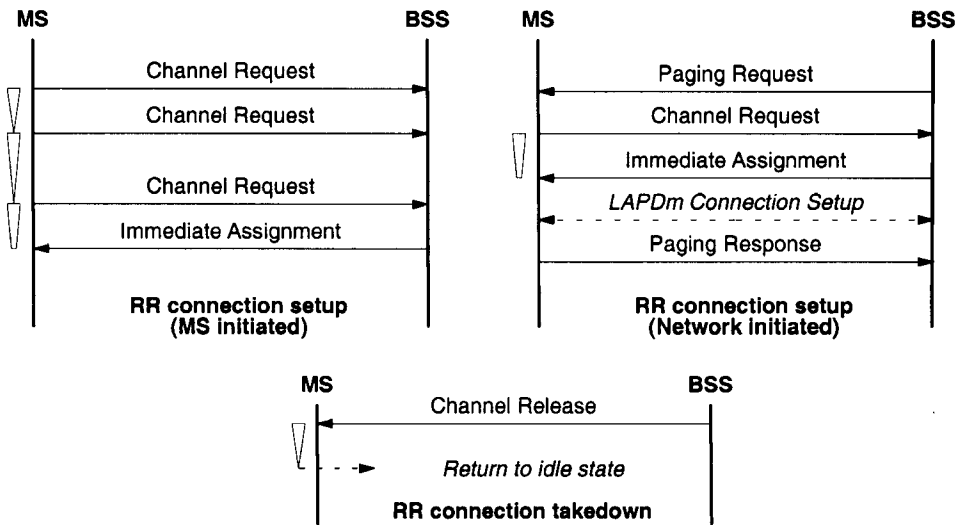 MS
BSS
Channel Request
Channel Request
Channel Request
Immediate Assignment
RR connection setup
(MS initiated)
MS
BSS
Paging Request
Channel Request
Immediate Assignment
LAPDm Connection Setup
Paging Response
RR connection setup
(Network initiated)
MS
BSS
Channel Release
Return to idle state
RR connection takedown